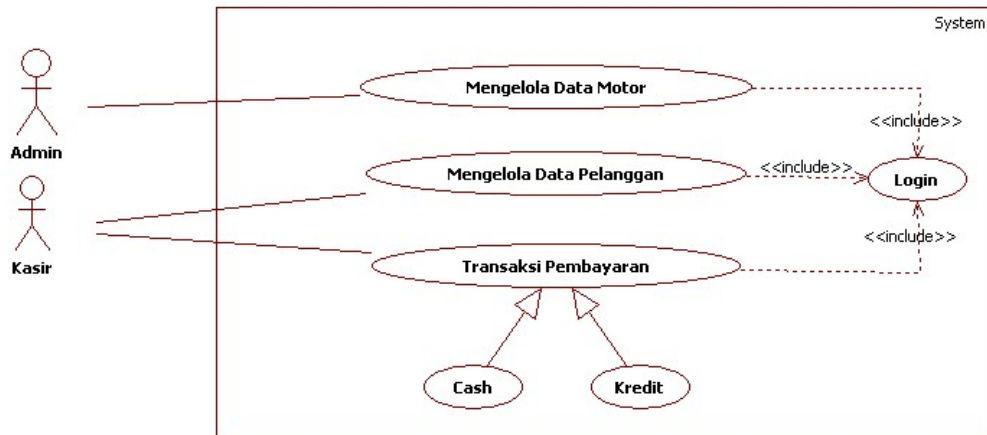 System
Mengelola Data Motor
<<include>>
Admin
Mengelola Data Pelanggan
<<include>>
Login
Kasir
Transaksi Pembayaran
<<include>>
Cash
Kredit